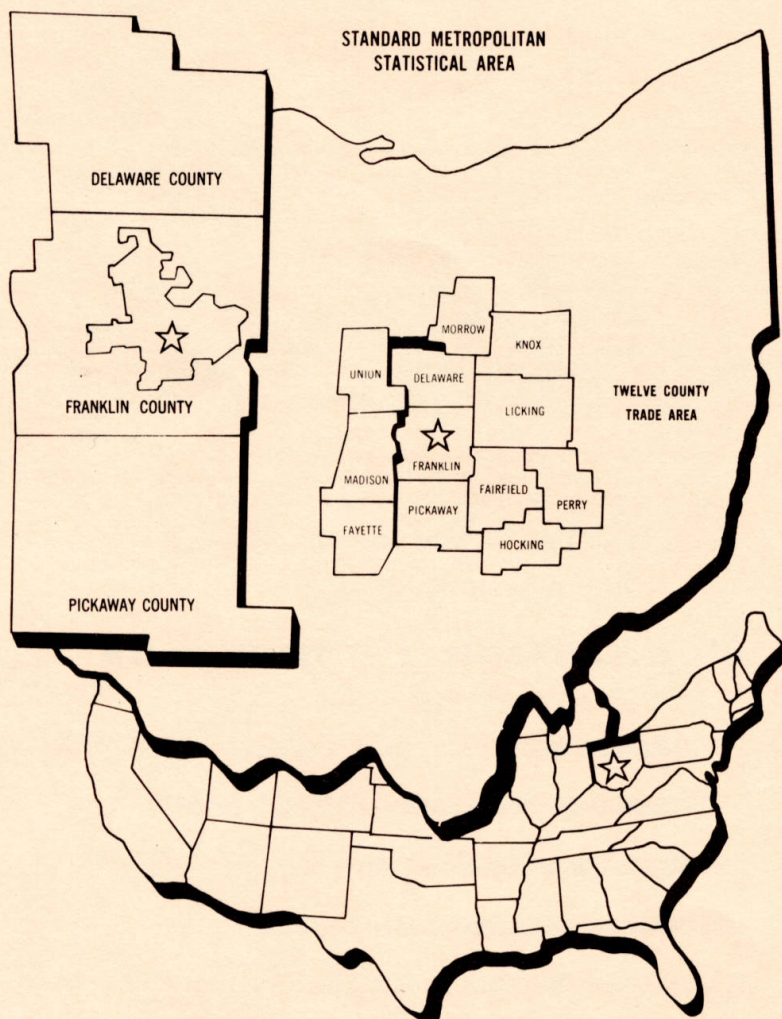 STANDARD METROPOLITAN
STATISTICAL AREA
DELAWARE COUNTY
FRANKLIN COUNTY
PICKAWAY COUNTY
MORROW
KNOX
UNION
DELAWARE
LICKING
TWELVE COUNTY
TRADE AREA
FRANKLIN
MADISON
FAIRFIELD
PICKAWAY
PERRY
FAYETTE
HOCKING